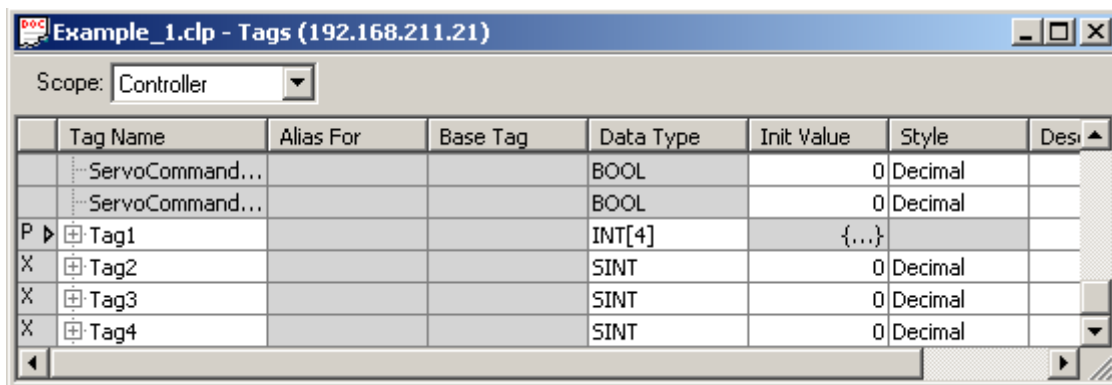 DOC
Example_1.clp - Tags (192.168.211.21)
Scope: Controller
Tag Name Alias For Base Tag Data Type Init Value Style Des
ServoCommand... BOOL 0 Decimal
ServoCommand... BOOL 0 Decimal
P Tag1 INT[4] {...}
X Tag2 SINT 0 Decimal
X Tag3 SINT 0 Decimal
X Tag4 SINT 0 Decimal